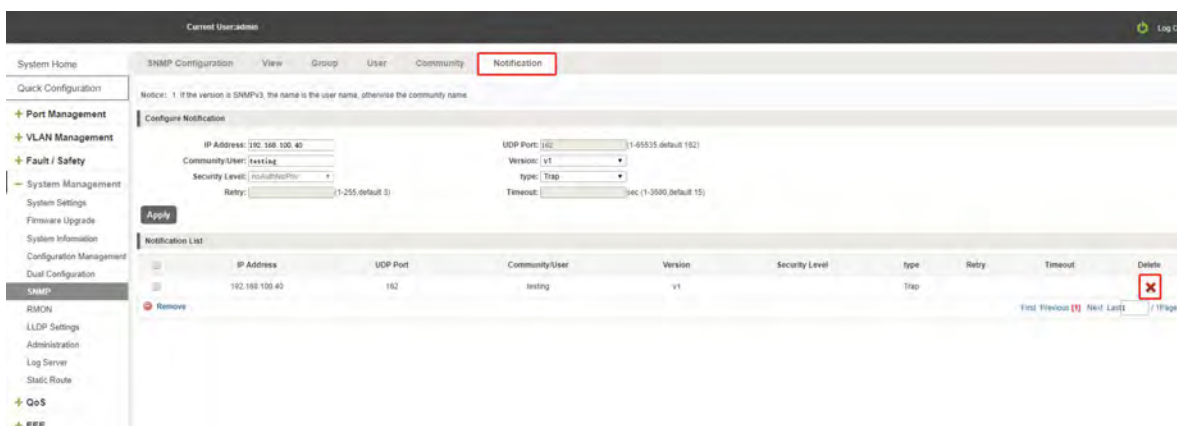 Current User:admin
Log O
System Home
SNMP Configuration View Group User Community Notification
Quick Configuration
Notice: 1. If the version is SNMPv3, the name is the user name, otherwise the community name.
+ Port Management
Configure Notification
+ VLAN Management
IP Address: 192.168.100.40 UDP Port: 162 (1-65535,default 162)
+ Fault / Safety
Community/User: testing Version: v1
Security Level: noAuthNoPriv type: Trap
− System Management
Retry: (1-255,default 3) Timeout: sec (1-3600,default 15)
System Settings
Apply
Firmware Upgrade
System Information
Notification List
Configuration Management
IP Address UDP Port Community/User Version Security Level type Retry Timeout Delete
Dual Configuration
192.168.100.40 162 testing v1 Trap
SNMP
Remove First Previous [1] Next Last 1 / 1Page
RMON
LLDP Settings
Administration
Log Server
Static Route
+ QoS
+ EEE